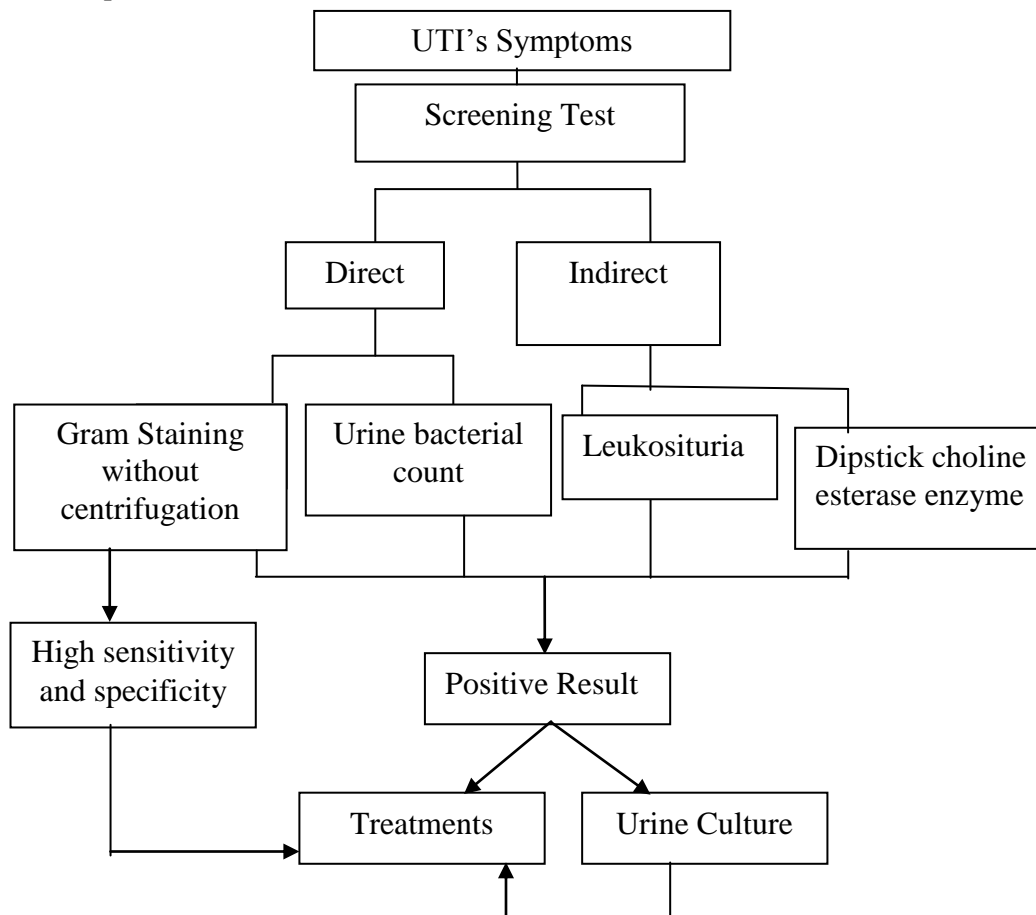 UTI's Symptoms
Screening Test
Direct
Indirect
Gram Staining
without
centrifugation
Urine bacterial
count
Leukosituria
Dipstick choline
esterase enzyme
High sensitivity
and specificity
Positive Result
Treatments
Urine Culture